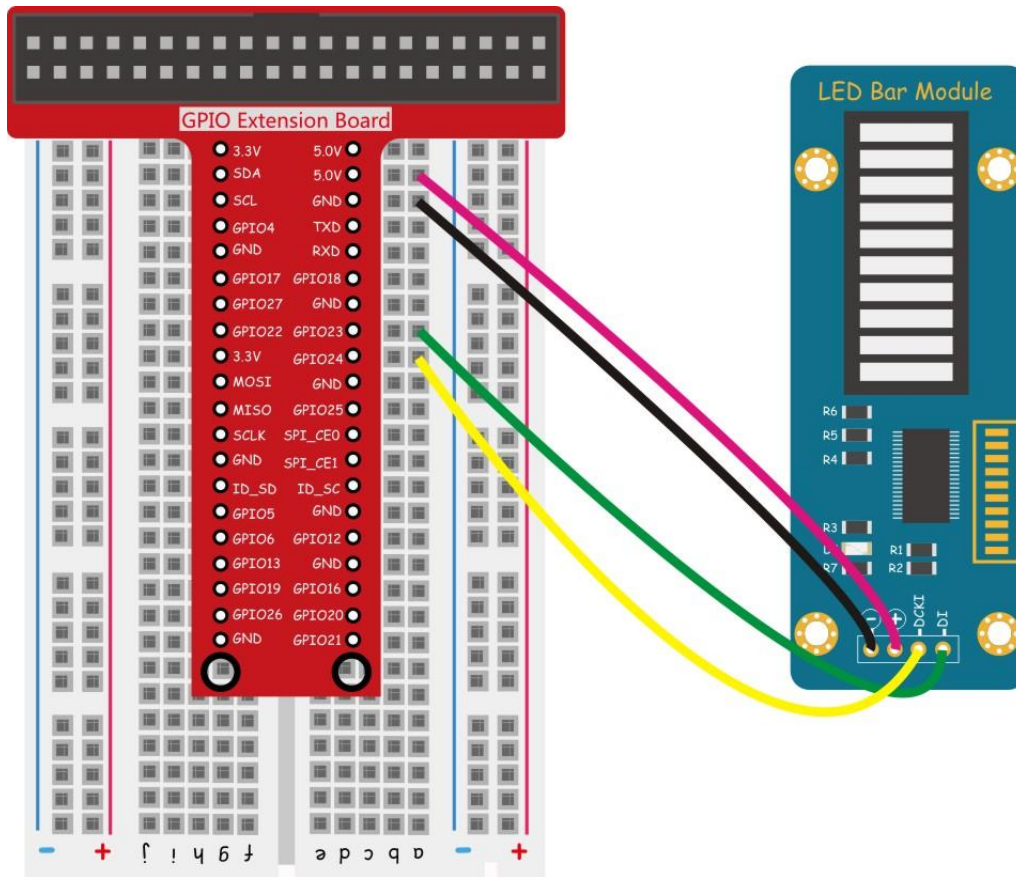 GPIO Extension Board
3.3V 5.0V
SDA 5.0V
SCL GND
GPIO4 TXD
GND RXD
GPIO17 GPIO18
GPIO27 GND
GPIO22 GPIO23
3.3V GPIO24
MOSI GND
MISO GPIO25
SCLK SPI_CE0
GND SPI_CE1
ID_SD ID_SC
GPIO5 GND
GPIO6 GPIO12
GPIO13 GND
GPIO19 GPIO16
GPIO26 GPIO20
GND GPIO21
- + j i h g f e d c b a - +
LED Bar Module
R6
R5
R4
R3
R7
R1
R2
- + DCKI DI